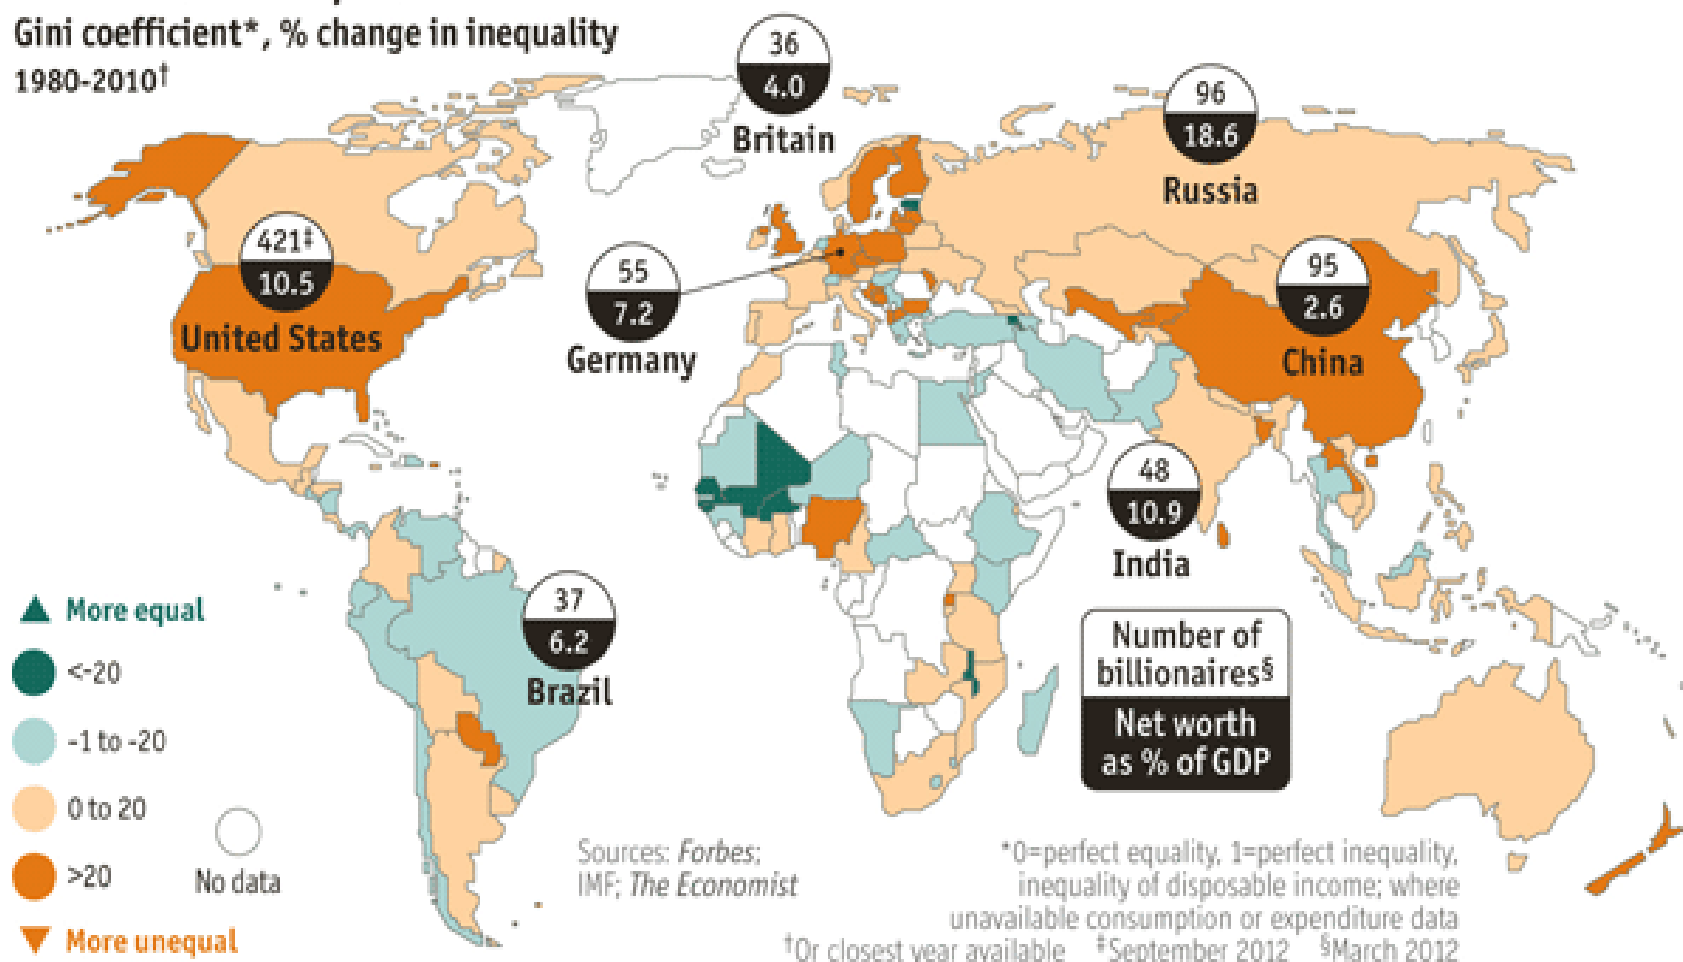 Gini coefficient*, % change in inequality
1980-2010†
36
4.0
Britain
96
18.6
Russia
421‡
10.5
United States
55
7.2
Germany
95
2.6
China
48
10.9
India
37
6.2
Brazil
More equal
<-20
-1 to -20
0 to 20
>20
More unequal
No data
Number of
billionaires§
Net worth
as % of GDP
Sources: Forbes;
IMF; The Economist
*0=perfect equality, 1=perfect inequality,
inequality of disposable income; where
unavailable consumption or expenditure data
†Or closest year available ‡September 2012 §March 2012